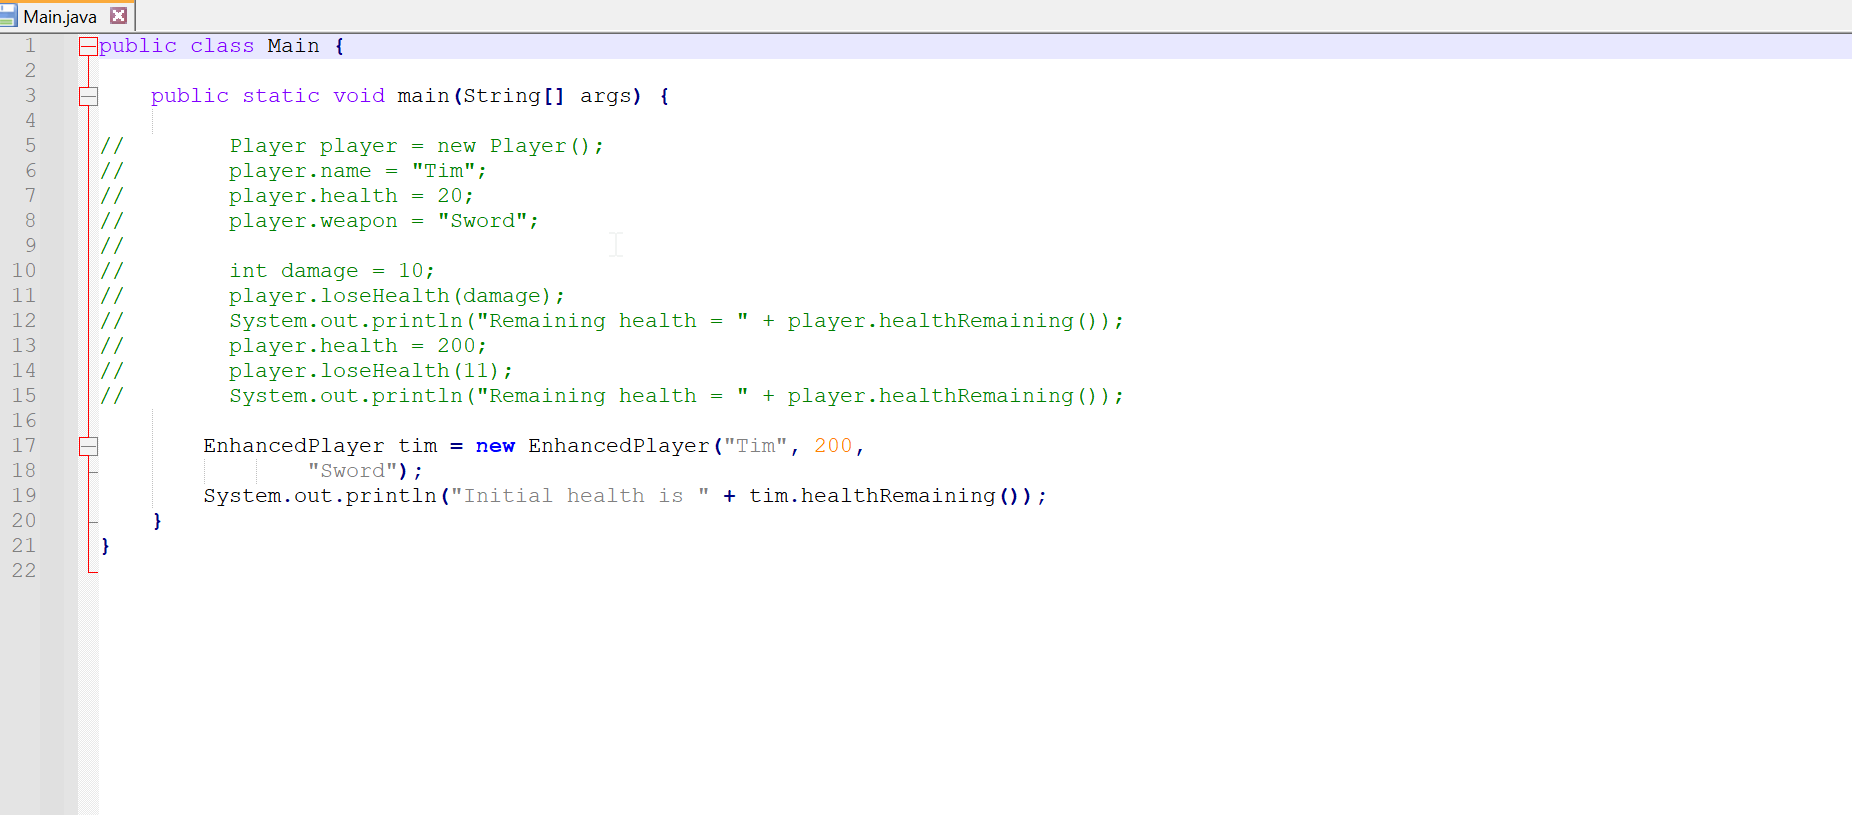 Main.java
1 public class Main {
2
3     public static void main(String[] args) {
4
5 //        Player player = new Player();
6 //        player.name = "Tim";
7 //        player.health = 20;
8 //        player.weapon = "Sword";
9 //
10 //        int damage = 10;
11 //        player.loseHealth(damage);
12 //        System.out.println("Remaining health = " + player.healthRemaining());
13 //        player.health = 200;
14 //        player.loseHealth(11);
15 //        System.out.println("Remaining health = " + player.healthRemaining());
16
17         EnhancedPlayer tim = new EnhancedPlayer("Tim", 200,
18                 "Sword");
19         System.out.println("Initial health is " + tim.healthRemaining());
20     }
21 }
22